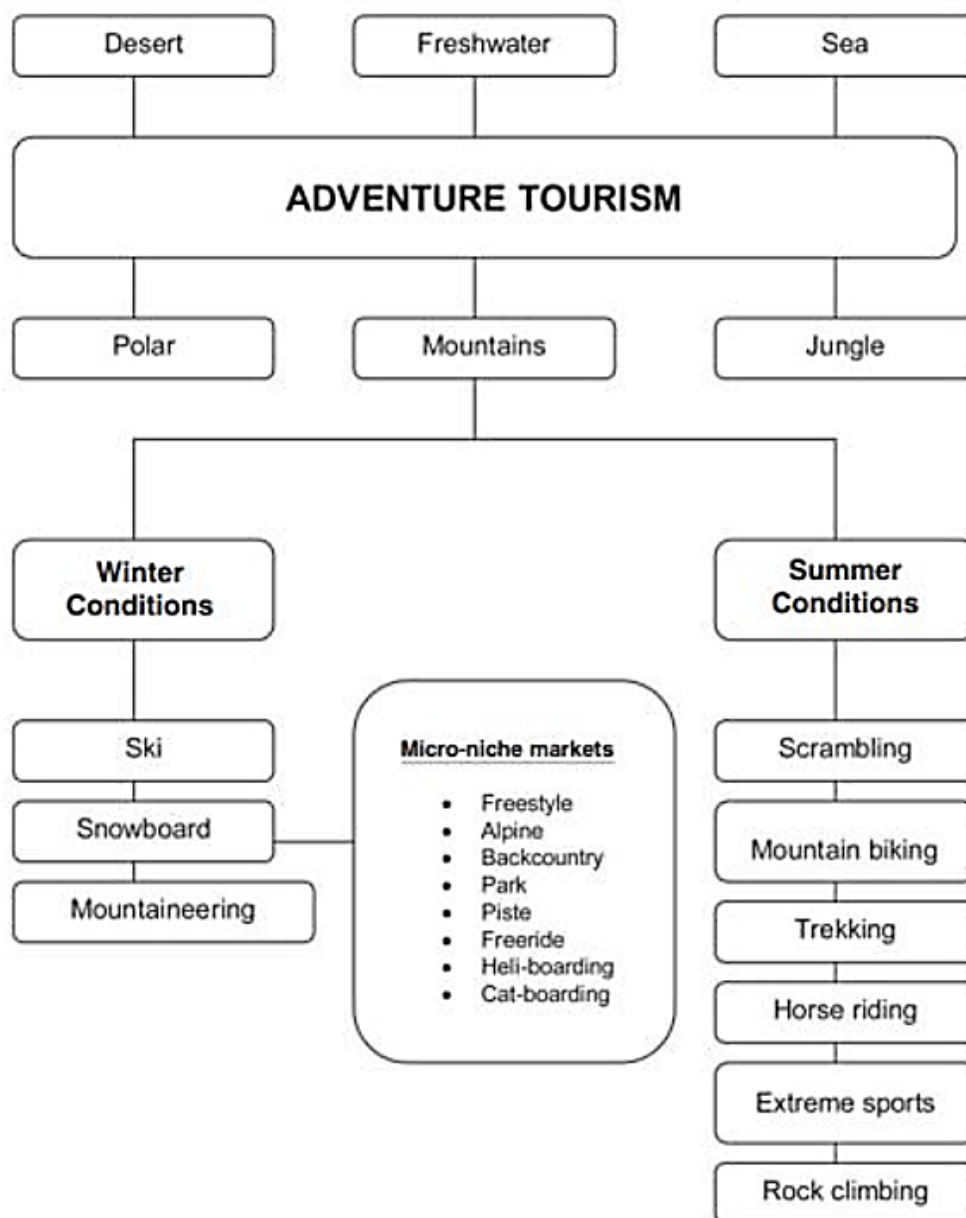 Desert
Freshwater
Sea
ADVENTURE TOURISM
Polar
Mountains
Jungle
Winter
Conditions
Summer
Conditions
Ski
Snowboard
Mountaineering
Micro-niche markets
• Freestyle
• Alpine
• Backcountry
• Park
• Piste
• Freeride
• Heli-boarding
• Cat-boarding
Scrambling
Mountain biking
Trekking
Horse riding
Extreme sports
Rock climbing